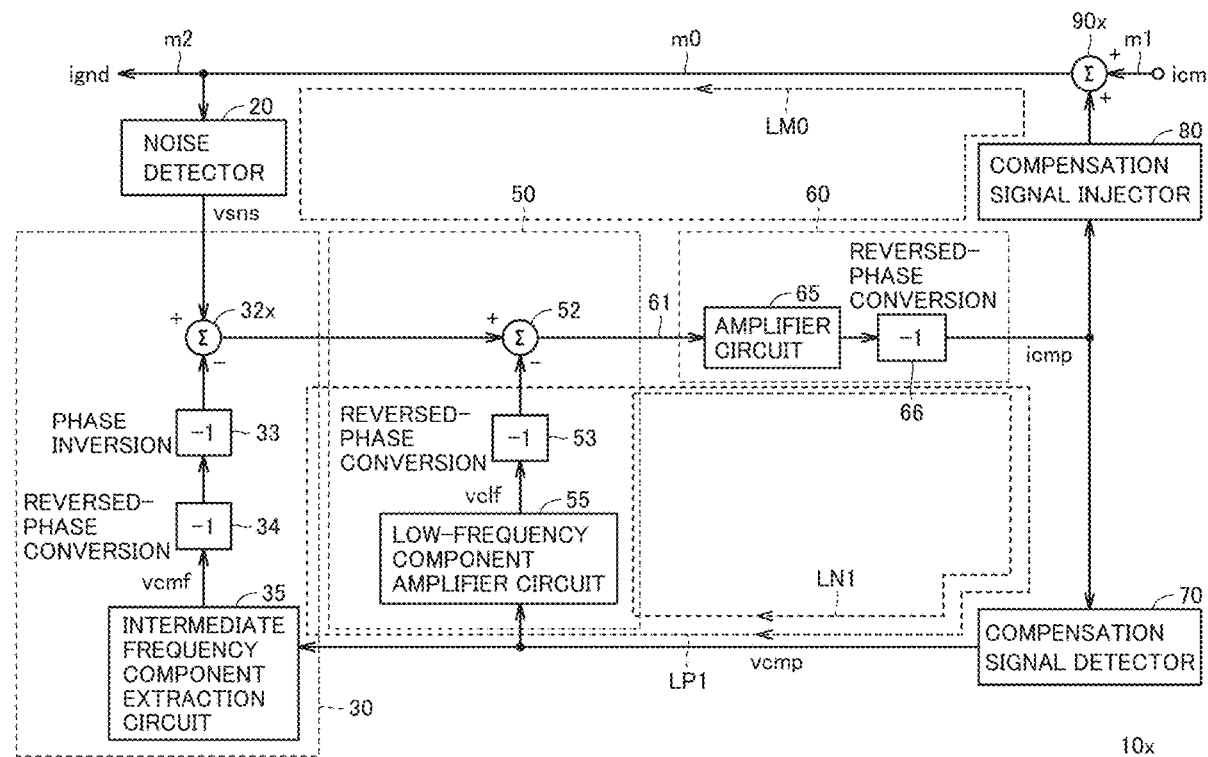 m2
m0
90x
m1
ignd
icm
+
+
Σ
20
NOISE
DETECTOR
LM0
80
COMPENSATION
SIGNAL INJECTOR
vsns
50
60
REVERSED-
PHASE
CONVERSION
65
61
+
Σ
32x
-
+
Σ
52
-
AMPLIFIER
CIRCUIT
-1
66
icmp
PHASE
INVERSION
-1
33
REVERSED-
PHASE
CONVERSION
-1
53
REVERSED-
PHASE
CONVERSION
-1
34
vclf
55
LOW-FREQUENCY
COMPONENT
AMPLIFIER CIRCUIT
LN1
vcmf
35
INTERMEDIATE
FREQUENCY
COMPONENT
EXTRACTION
CIRCUIT
70
COMPENSATION
SIGNAL DETECTOR
vcmp
LP1
30
10x